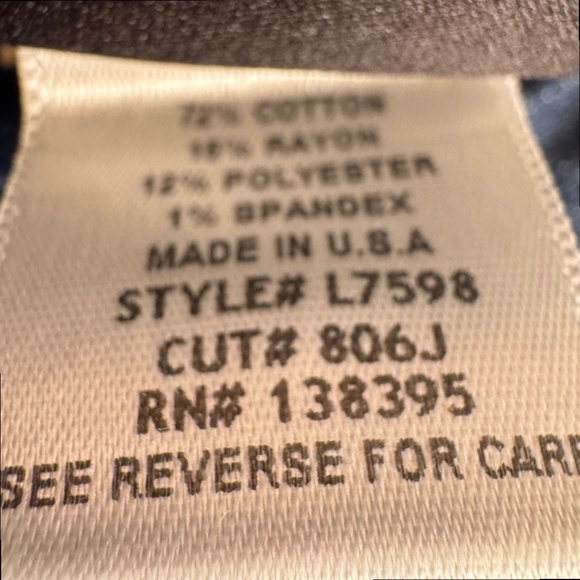 72% COTTON
15% RAYON
12% POLYESTER
1% SPANDEX
MADE IN U.S.A
STYLE# L7598
CUT# 806J
RN# 138395
SEE REVERSE FOR CARE